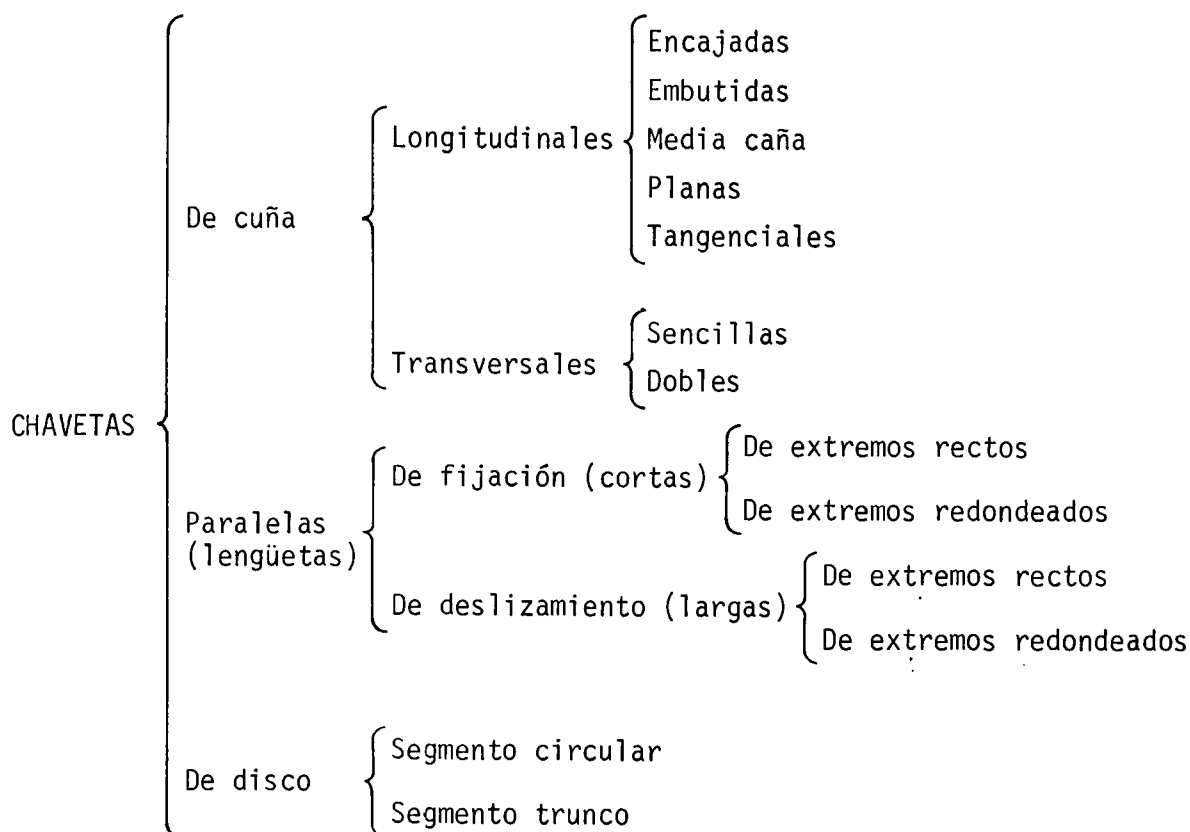 CHAVETAS
De cuña
Longitudinales
Encajadas
Embutidas
Media caña
Planas
Tangenciales
Transversales
Sencillas
Dobles
Paralelas
(lengüetas)
De fijación (cortas)
De extremos rectos
De extremos redondeados
De deslizamiento (largas)
De extremos rectos
De extremos redondeados
De disco
Segmento circular
Segmento trunco